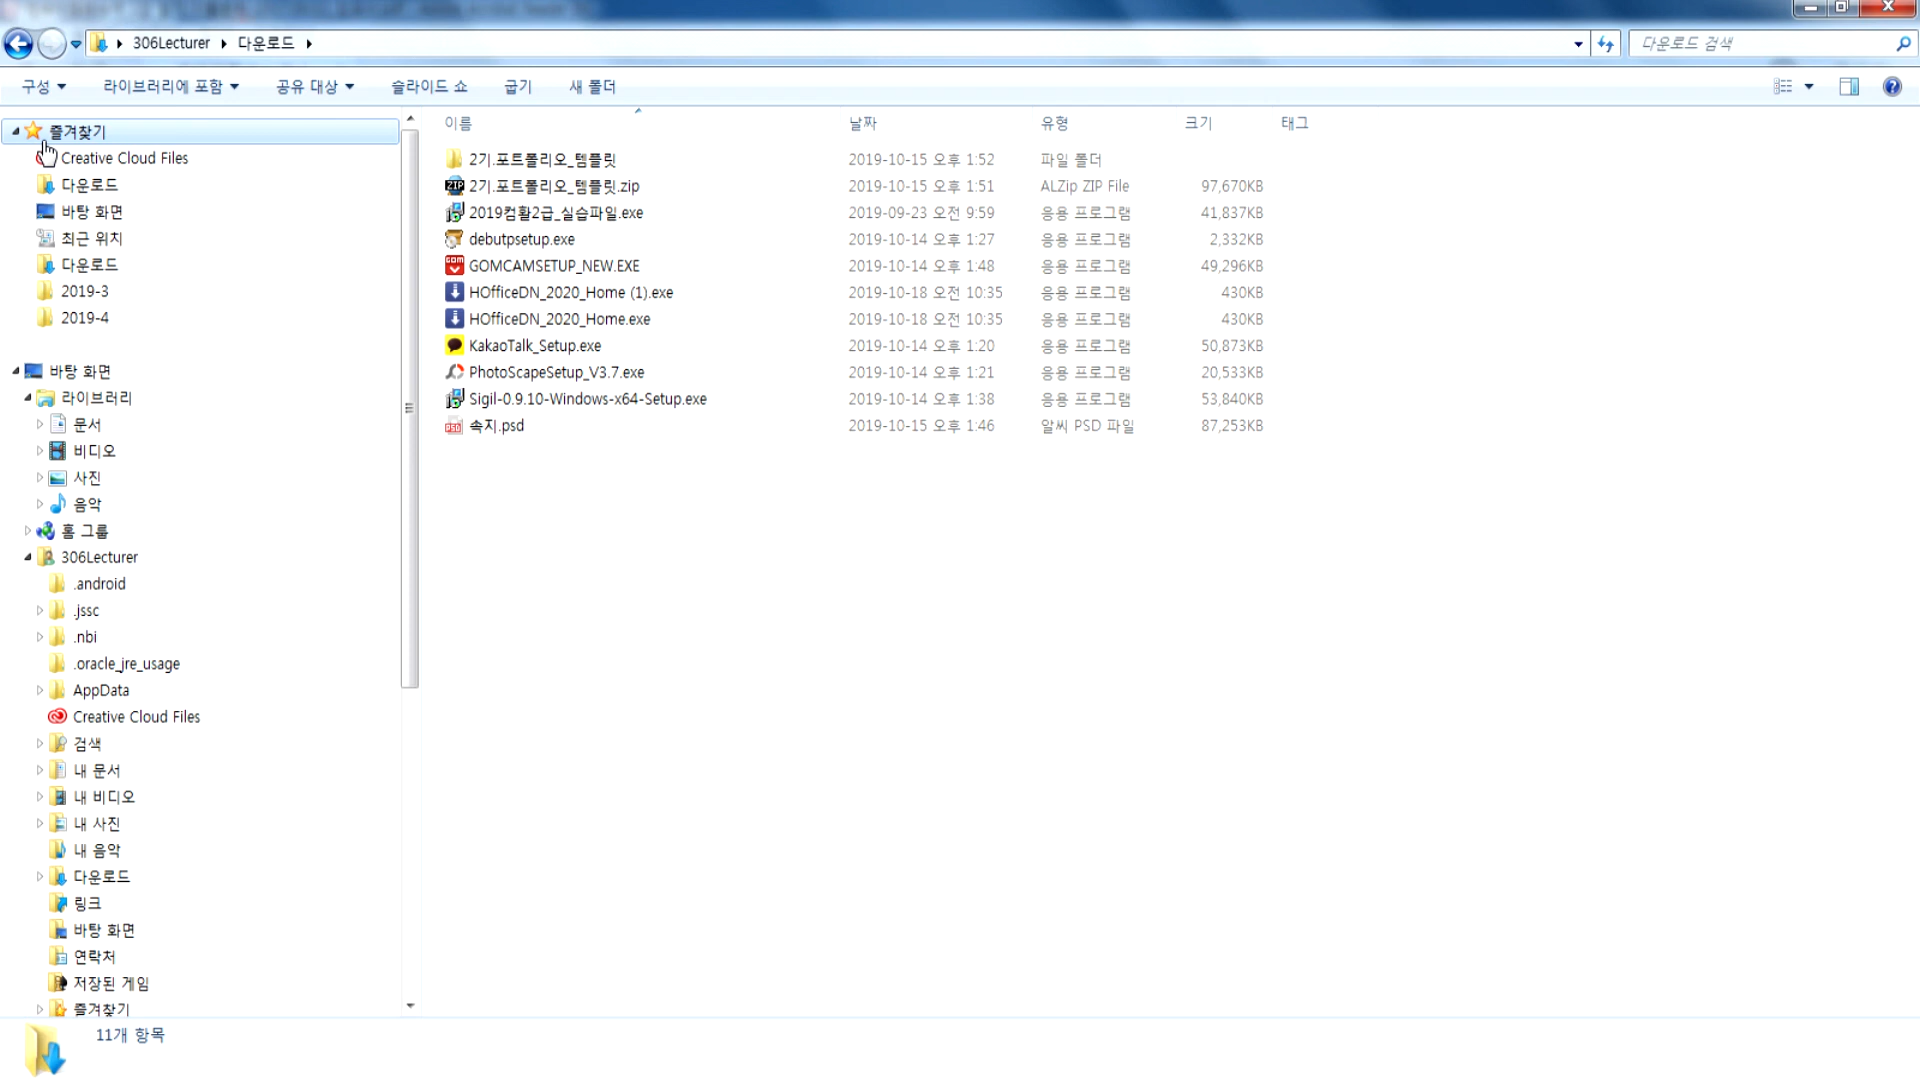 306Lecturer 다운로드
다운로드 검색
구성 라이브러리에 포함 공유 대상 슬라이드 쇼 굽기 새 폴더
즐겨찾기
Creative Cloud Files
다운로드
바탕 화면
최근 위치
다운로드
2019-3
2019-4
바탕 화면
라이브러리
문서
비디오
사진
음악
홈 그룹
306Lecturer
.android
.jssc
.nbi
.oracle_jre_usage
AppData
Creative Cloud Files
검색
내 문서
내 비디오
내 사진
내 음악
다운로드
링크
바탕 화면
연락처
저장된 게임
즐겨찾기
이름 날짜 유형 크기 태그
2기.포트폴리오_템플릿 2019-10-15 오후 1:52 파일 폴더
2기.포트폴리오_템플릿.zip 2019-10-15 오후 1:51 ALZip ZIP File 97,670KB
2019컴활2급_실습파일.exe 2019-09-23 오전 9:59 응용 프로그램 41,837KB
debutpsetup.exe 2019-10-14 오후 1:27 응용 프로그램 2,332KB
GOMCAMSETUP_NEW.EXE 2019-10-14 오후 1:48 응용 프로그램 49,296KB
HOfficeDN_2020_Home (1).exe 2019-10-18 오전 10:35 응용 프로그램 430KB
HOfficeDN_2020_Home.exe 2019-10-18 오전 10:35 응용 프로그램 430KB
KakaoTalk_Setup.exe 2019-10-14 오후 1:20 응용 프로그램 50,873KB
PhotoScapeSetup_V3.7.exe 2019-10-14 오후 1:21 응용 프로그램 20,533KB
Sigil-0.9.10-Windows-x64-Setup.exe 2019-10-14 오후 1:38 응용 프로그램 53,840KB
속지.psd 2019-10-15 오후 1:46 알씨 PSD 파일 87,253KB
11개 항목